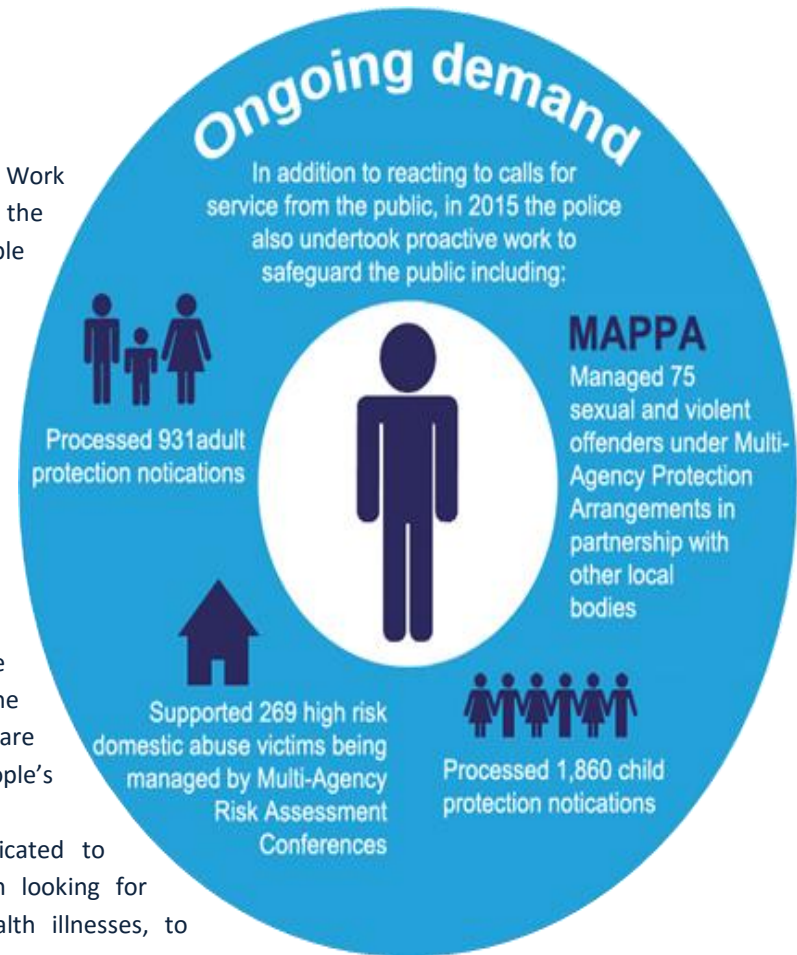 Work
the
ple
Ongoing demand
In addition to reacting to calls for
service from the public, in 2015 the police
also undertook proactive work to
safeguard the public including:
Processed 931adult
protection notications
MAPPA
Managed 75
sexual and violent
offenders under Multi-
Agency Protection
Arrangements in
partnership with
other local
bodies
Supported 269 high risk
domestic abuse victims being
managed by Multi-Agency
Risk Assessment
Conferences
Processed 1,860 child
protection notications
e
ne
are
ople's
icated to
n looking for
alth illnesses, to